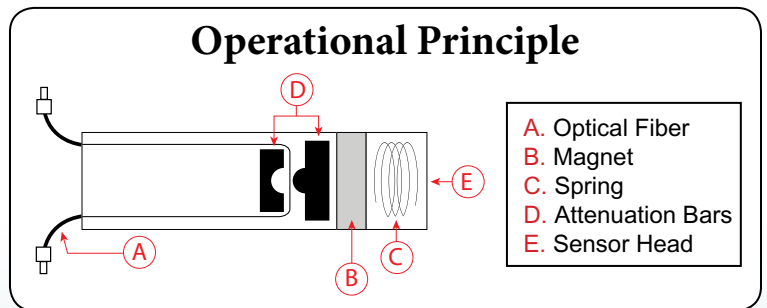 Operational Principle
D
E
A
B
C
A. Optical Fiber
B. Magnet
C. Spring
D. Attenuation Bars
E. Sensor Head